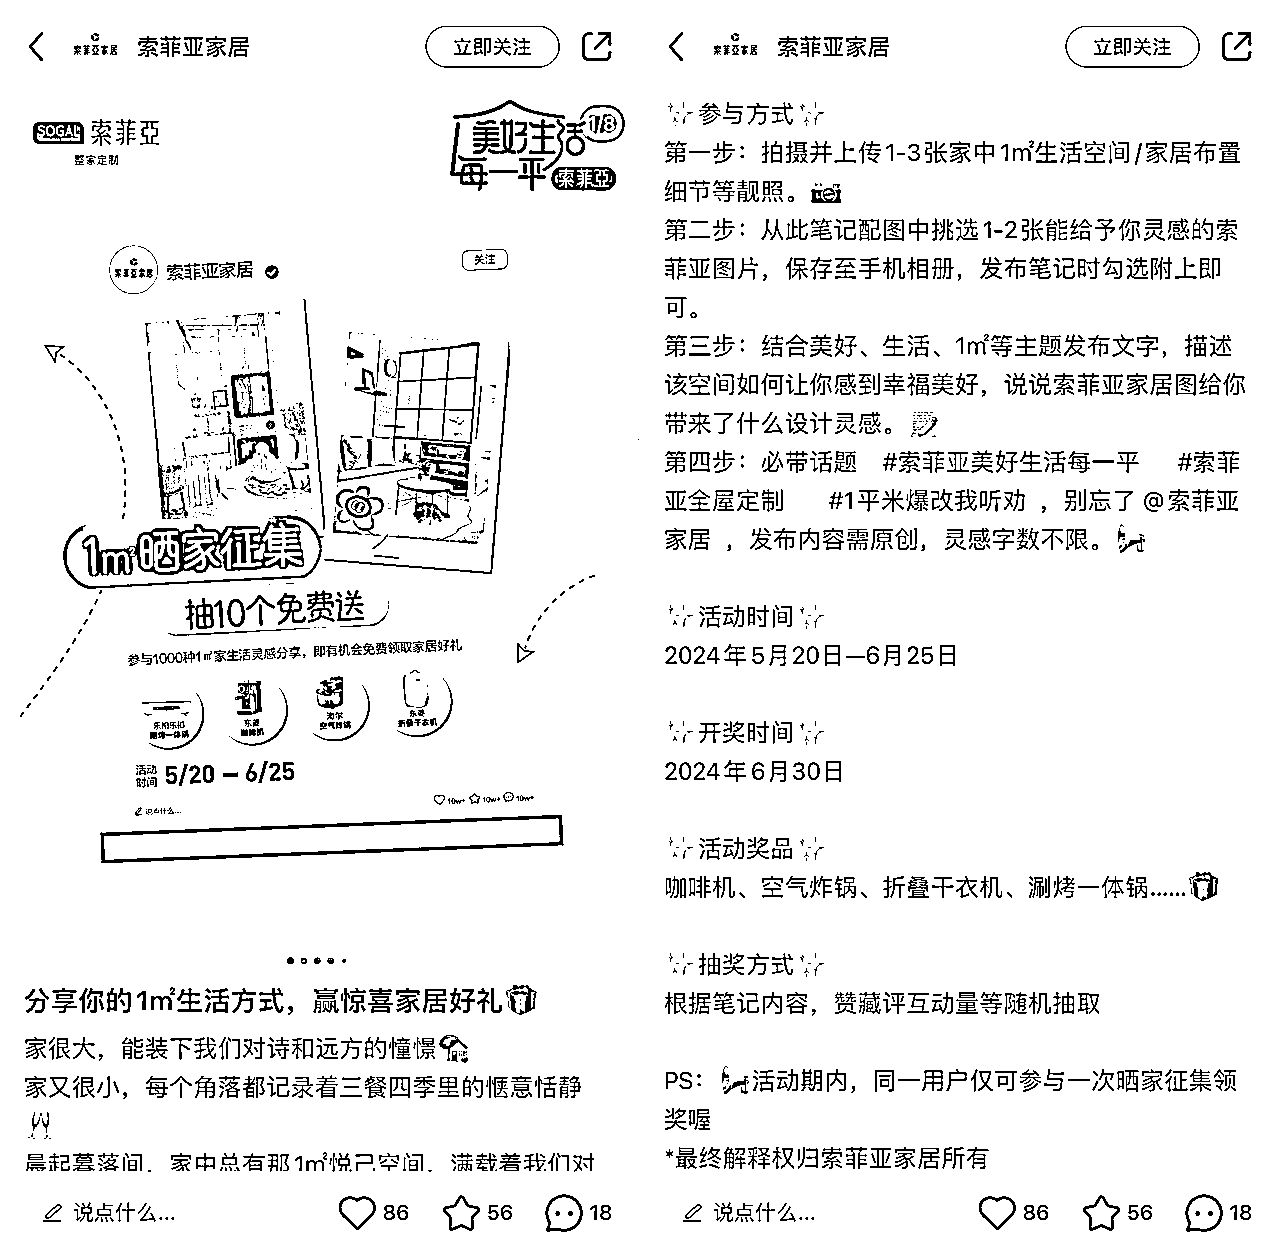 索菲亚家居
立即关注
SOGAL 索菲亞
整家定制
美好生活
1/8
每一平
索菲亞
索菲亚家居
关注
1㎡晒家征集
抽10个免费送
参与1000种1㎡家生活灵感分享，即有机会免费领取家居好礼
东菱
咖啡机
海尔
空气炸锅
东菱
折叠干衣机
活动
时间
5/20 — 6/25
说点什么...
10w+ 10w+ 10w+
分享你的1㎡生活方式，赢惊喜家居好礼
家很大，能装下我们对诗和远方的憧憬
家又很小，每个角落都记录着三餐四季里的惬意恬静
晨起暮落间，家中总有那1㎡悦己空间，满载着我们对
说点什么...
86
56
18
索菲亚家居
立即关注
参与方式
第一步：拍摄并上传1-3张家中1㎡生活空间/家居布置
细节等靓照。
第二步：从此笔记配图中挑选1-2张能给予你灵感的索
菲亚图片，保存至手机相册，发布笔记时勾选附上即
可。
第三步：结合美好、生活、1㎡等主题发布文字，描述
该空间如何让你感到幸福美好，说说索菲亚家居图给你
带来了什么设计灵感。
第四步：必带话题 #索菲亚美好生活每一平 #索菲
亚全屋定制 #1平米爆改我听劝 ，别忘了 @索菲亚
家居 ，发布内容需原创，灵感字数不限。
活动时间
2024年5月20日—6月25日
开奖时间
2024年6月30日
活动奖品
咖啡机、空气炸锅、折叠干衣机、涮烤一体锅......
抽奖方式
根据笔记内容，赞藏评互动量等随机抽取
PS：活动期内，同一用户仅可参与一次晒家征集领
奖喔
*最终解释权归索菲亚家居所有
说点什么...
86
56
18